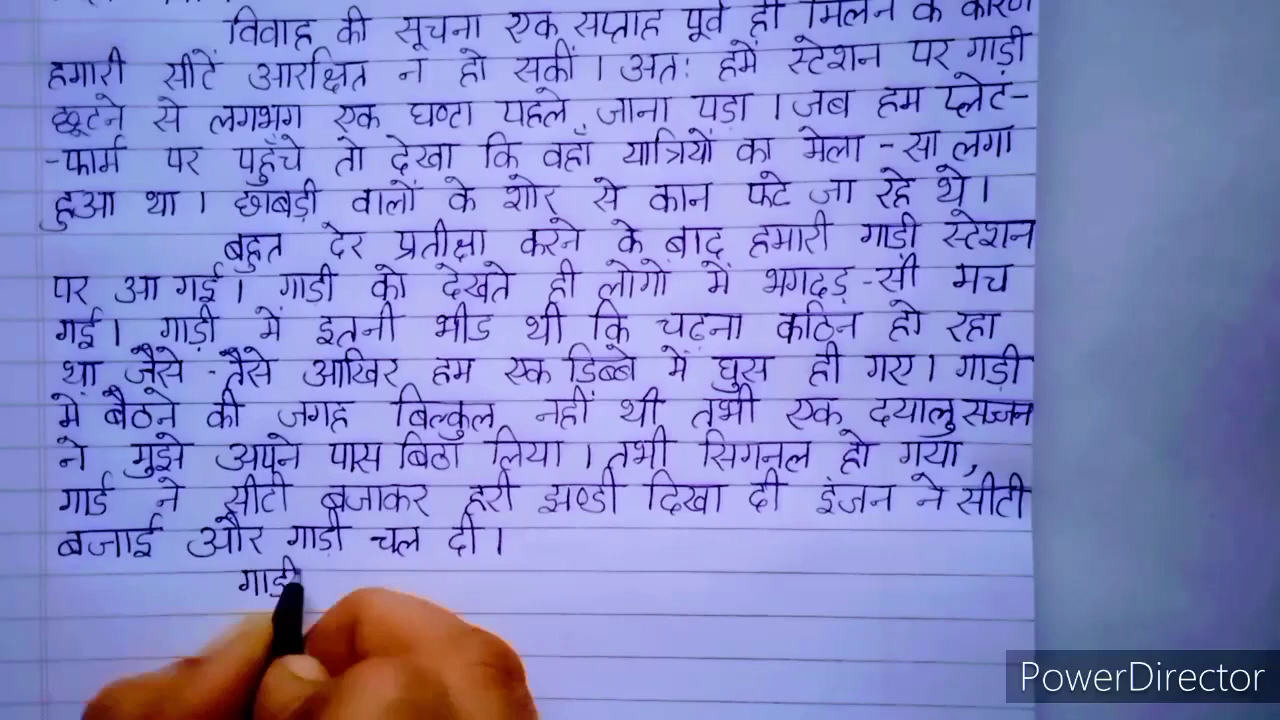 विवाह की सूचना एक सप्ताह पूर्व ही मिलने के कारण
हमारी सीटें आरक्षित न हो सकीं। अतः हमें स्टेशन पर गाड़ी
छूटने से लगभग एक घण्टा पहले जाना पड़ा। जब हम प्लेट-
-फार्म पर पहुँचे तो देखा कि वहाँ यात्रियों का मेला-सा लगा
हुआ था। छाबड़ी वालों के शोर से कान फटे जा रहे थे।
बहुत देर प्रतीक्षा करने के बाद हमारी गाड़ी स्टेशन
पर आ गई। गाडी को देखते ही लोगों में भगदड़-सी मच
गई। गाड़ी में इतनी भीड थी कि चढ़ना कठिन हो रहा
था जैसे-तैसे आखिर हम एक डिब्बे में घुस ही गए। गाड़ी
में बैठने की जगह बिल्कुल नहीं थी तभी एक दयालु सज्जन
ने मुझे अपने पास बिठा लिया। तभी सिगनल हो गया,
गार्ड ने सीटी बजाकर हरी झण्डी दिखा दी इंजन ने सीटी
बजाई और गाड़ी चल दी।
गाडी
PowerDirector